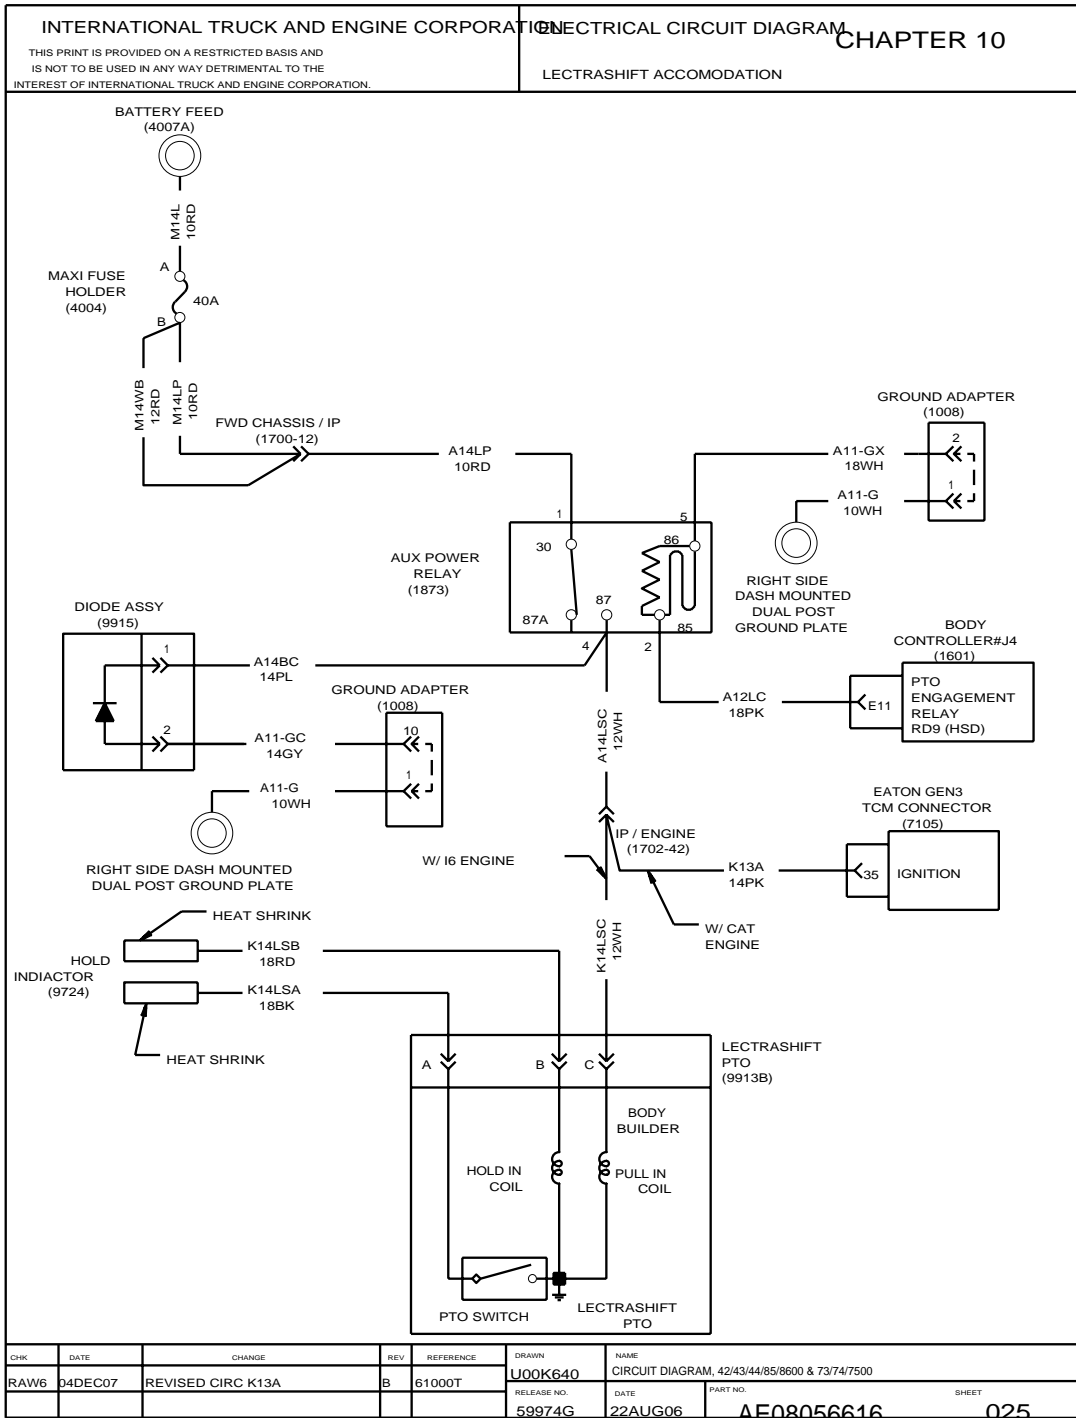 INTERNATIONAL TRUCK AND ENGINE CORPORATION
THIS PRINT IS PROVIDED ON A RESTRICTED BASIS AND
IS NOT TO BE USED IN ANY WAY DETRIMENTAL TO THE
INTEREST OF INTERNATIONAL TRUCK AND ENGINE CORPORATION.
ELECTRICAL CIRCUIT DIAGRAM
CHAPTER 10
LECTRASHIFT ACCOMODATION
BATTERY FEED
(4007A)
M14L
10RD
A
MAXI FUSE
HOLDER
(4004)
40A
B
M14WB
12RD
M14LP
10RD
FWD CHASSIS / IP
(1700-12)
A14LP
10RD
GROUND ADAPTER
(1008)
A11-GX
18WH
2
A11-G
10WH
1
RIGHT SIDE
DASH MOUNTED
DUAL POST
GROUND PLATE
1
5
30
86
AUX POWER
RELAY
(1873)
87A
87
85
4
2
DIODE ASSY
(9915)
1
A14BC
14PL
2
A11-GC
14GY
GROUND ADAPTER
(1008)
10
1
A11-G
10WH
RIGHT SIDE DASH MOUNTED
DUAL POST GROUND PLATE
A14LSC
12WH
A12LC
18PK
BODY
CONTROLLER#J4
(1601)
E11
PTO
ENGAGEMENT
RELAY
RD9 (HSD)
IP / ENGINE
(1702-42)
W/ I6 ENGINE
K13A
14PK
EATON GEN3
TCM CONNECTOR
(7105)
35
IGNITION
W/ CAT
ENGINE
K14LSC
12WH
HEAT SHRINK
HOLD
INDIACTOR
(9724)
K14LSB
18RD
K14LSA
18BK
HEAT SHRINK
A
B
C
LECTRASHIFT
PTO
(9913B)
BODY
BUILDER
HOLD IN
COIL
PULL IN
COIL
PTO SWITCH
LECTRASHIFT
PTO
CHK
DATE
CHANGE
REV
REFERENCE
RAW6
04DEC07
REVISED CIRC K13A
B
61000T
DRAWN
U00K640
NAME
CIRCUIT DIAGRAM, 42/43/44/85/8600 & 73/74/7500
RELEASE NO.
59974G
DATE
22AUG06
PART NO.
AE08056616
SHEET
025